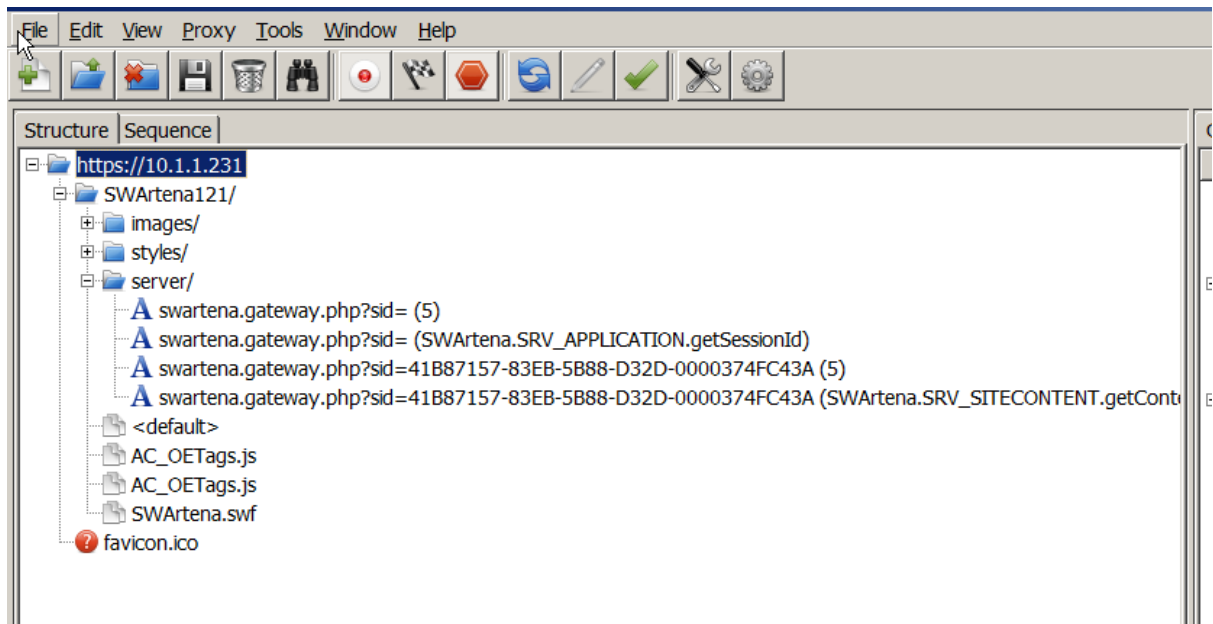 File Edit View Proxy Tools Window Help
Structure Sequence
https://10.1.1.231
SWArtena121/
images/
styles/
server/
A swartena.gateway.php?sid= (5)
A swartena.gateway.php?sid= (SWArtena.SRV_APPLICATION.getSessionId)
A swartena.gateway.php?sid=41B87157-83EB-5B88-D32D-0000374FC43A (5)
A swartena.gateway.php?sid=41B87157-83EB-5B88-D32D-0000374FC43A (SWArtena.SRV_SITECONTENT.getConte
<default>
AC_OETags.js
AC_OETags.js
SWArtena.swf
favicon.ico